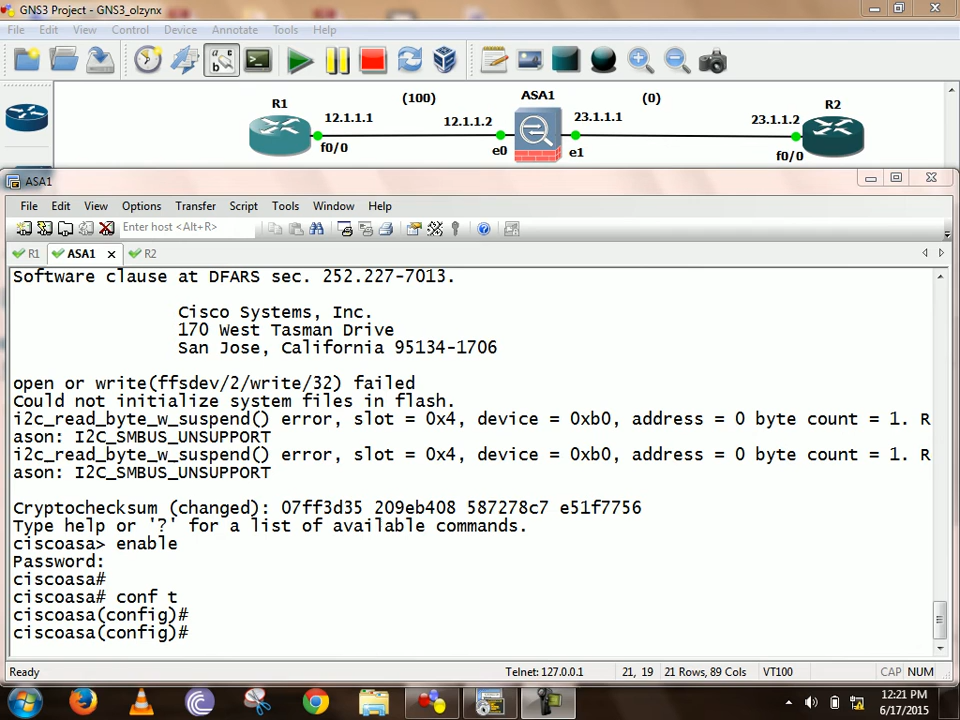 GNS3 Project - GNS3_olzynx
File Edit View Control Device Annotate Tools Help
R1 (100) ASA1 (0) R2
12.1.1.1 12.1.1.2 23.1.1.1 23.1.1.2
f0/0 e0 e1 f0/0
ASA1
File Edit View Options Transfer Script Tools Window Help
Enter host <Alt+R>
R1 ASA1 R2
Software clause at DFARS sec. 252.227-7013.
Cisco Systems, Inc.
170 West Tasman Drive
San Jose, California 95134-1706
open or write(ffsdev/2/write/32) failed
Could not initialize system files in flash.
i2c_read_byte_w_suspend() error, slot = 0x4, device = 0xb0, address = 0 byte count = 1. R
ason: I2C_SMBUS_UNSUPPORT
i2c_read_byte_w_suspend() error, slot = 0x4, device = 0xb0, address = 0 byte count = 1. R
ason: I2C_SMBUS_UNSUPPORT
Cryptochecksum (changed): 07ff3d35 209eb408 587278c7 e51f7756
Type help or '?' for a list of available commands.
ciscoasa> enable
Password:
ciscoasa#
ciscoasa# conf t
ciscoasa(config)#
ciscoasa(config)#
Ready Telnet: 127.0.0.1 21, 19 21 Rows, 89 Cols VT100 CAP NUM
12:21 PM
6/17/2015